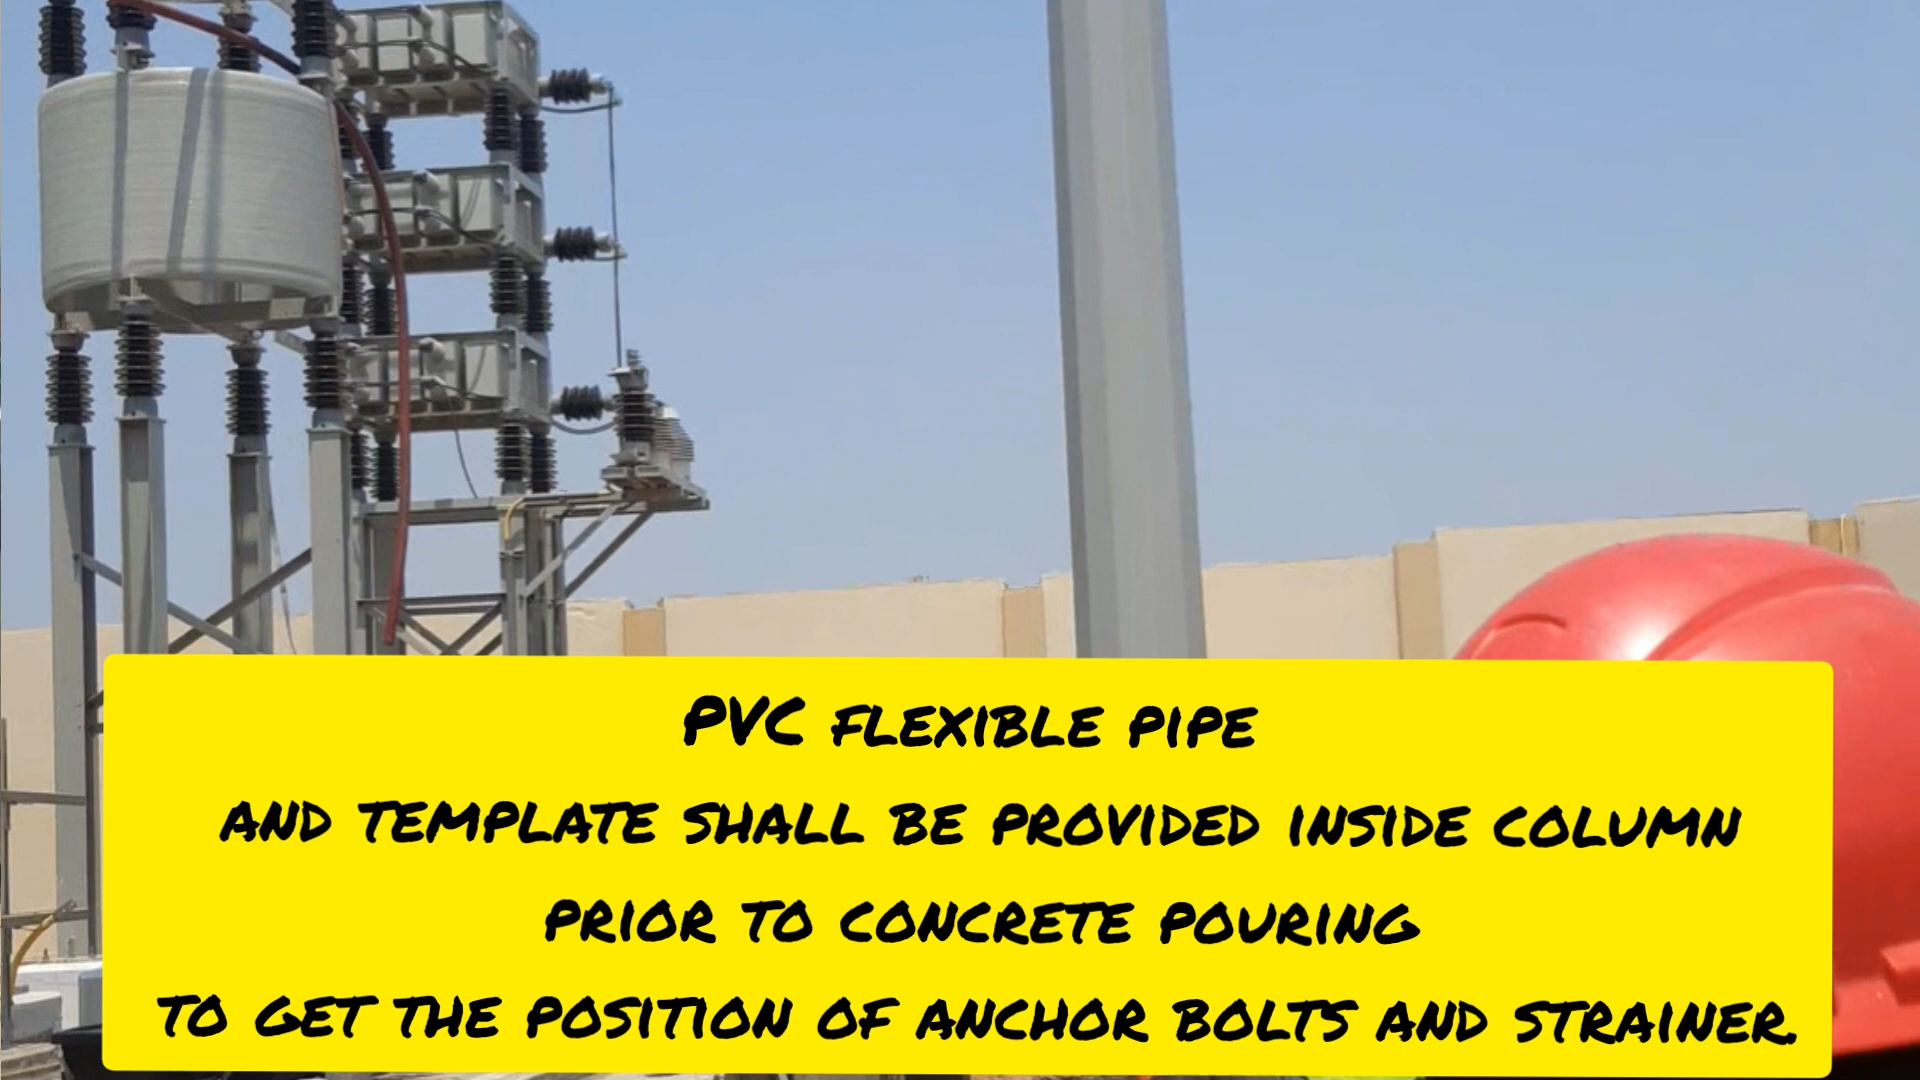 PVC FLEXIBLE PIPE
AND TEMPLATE SHALL BE PROVIDED INSIDE COLUMN
PRIOR TO CONCRETE POURING
TO GET THE POSITION OF ANCHOR BOLTS AND STRAINER.